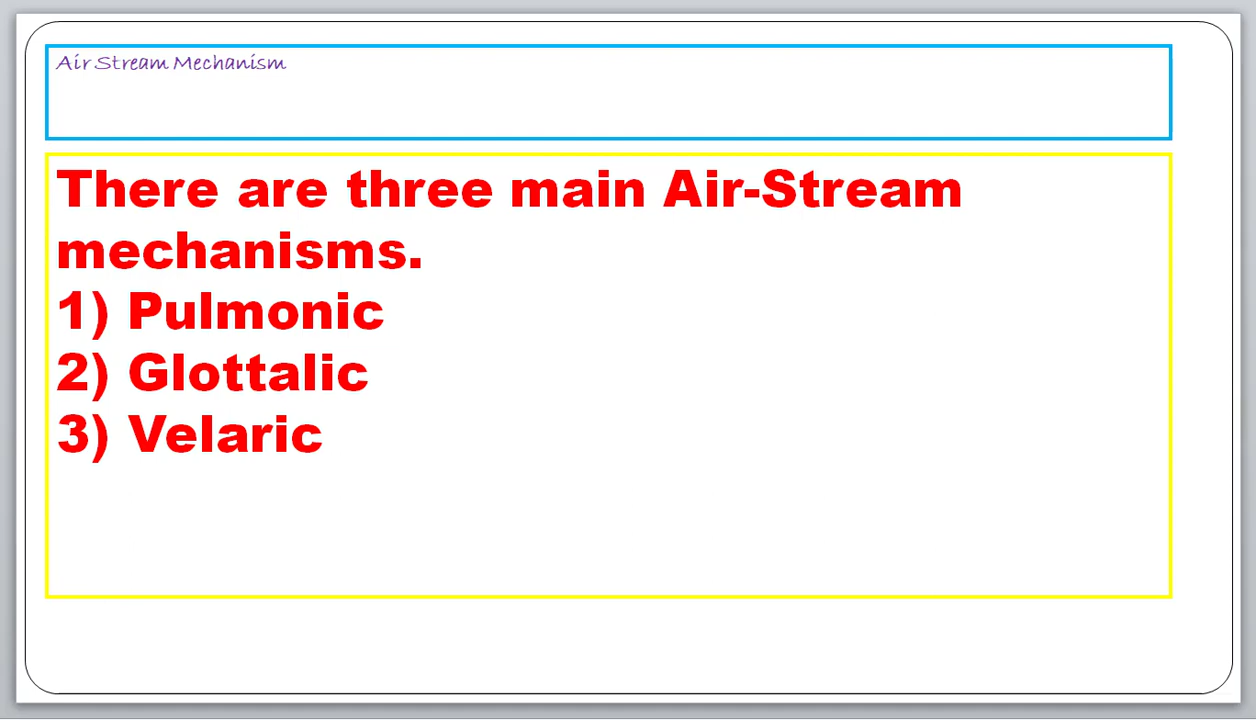 Air Stream Mechanism
There are three main Air-Stream
mechanisms.
1) Pulmonic
2) Glottalic
3) Velaric